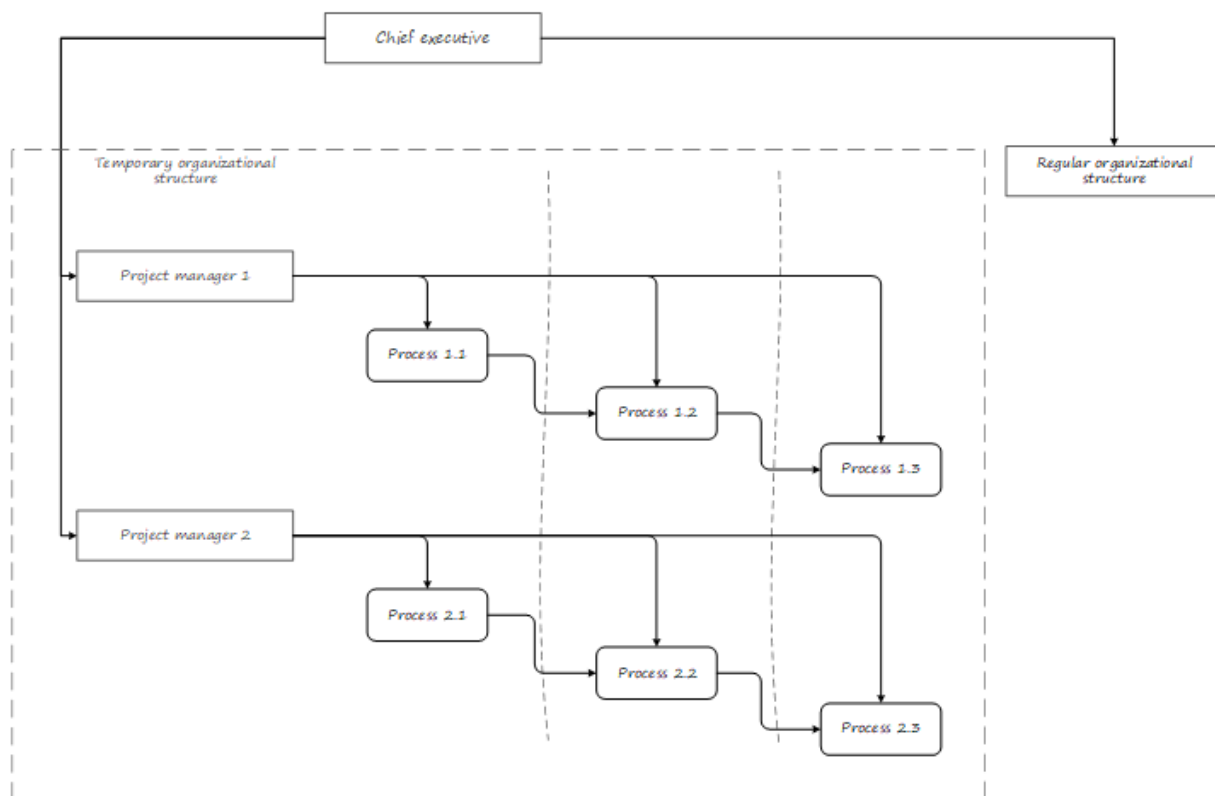 Chief executive
Temporary organizational
structure
Regular organizational
structure
Project manager 1
Process 1.1
Process 1.2
Process 1.3
Project manager 2
Process 2.1
Process 2.2
Process 2.3